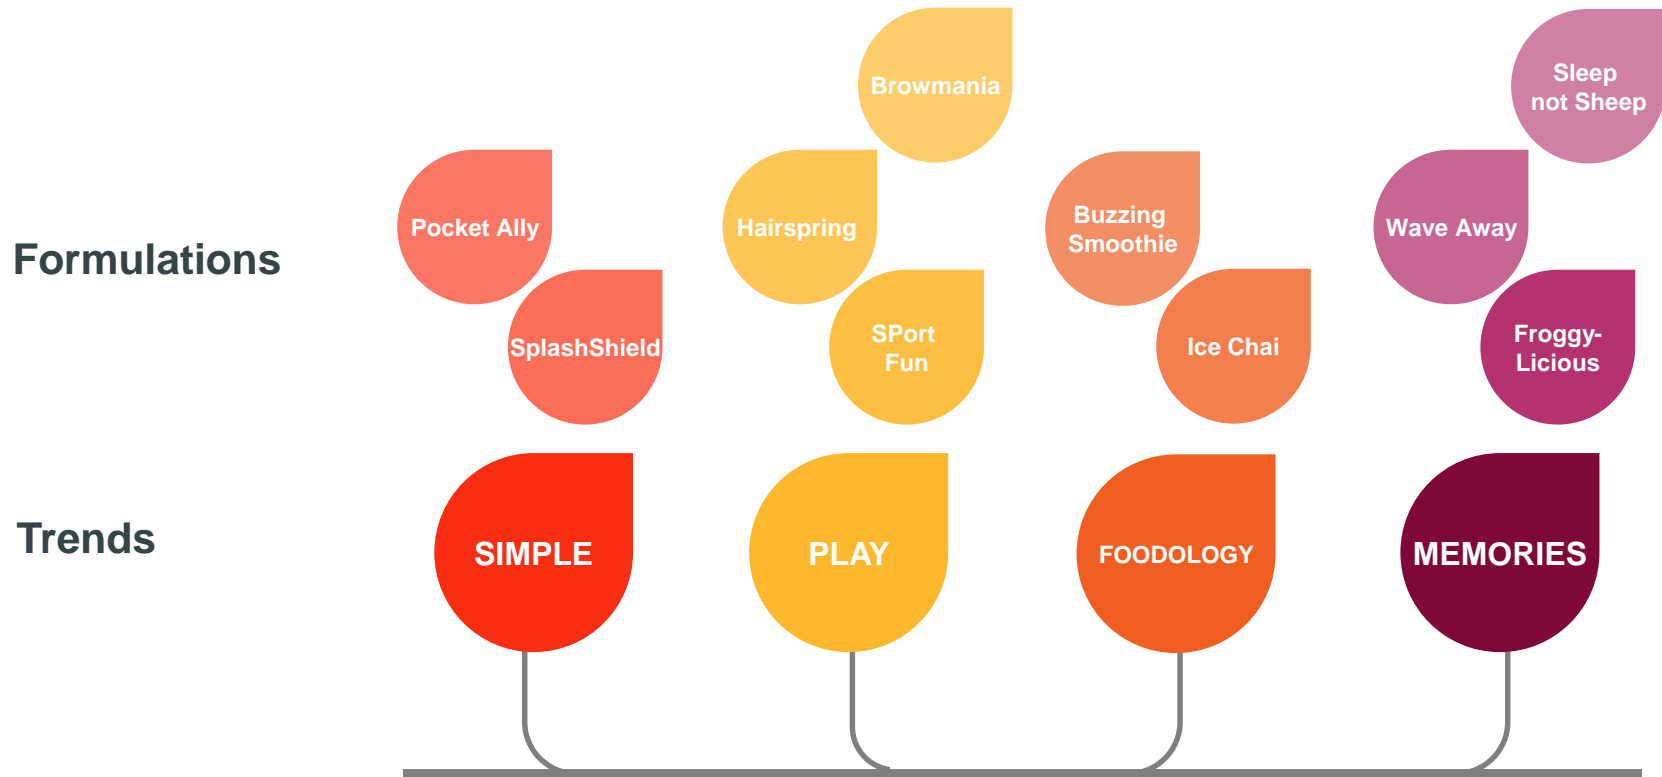 Browmania
Sleep
not Sheep
Pocket Ally
Hairspring
Buzzing
Smoothie
Wave Away
Formulations
SplashShield
SPort
Fun
Ice Chai
Froggy-
Licious
Trends
SIMPLE
PLAY
FOODOLOGY
MEMORIES